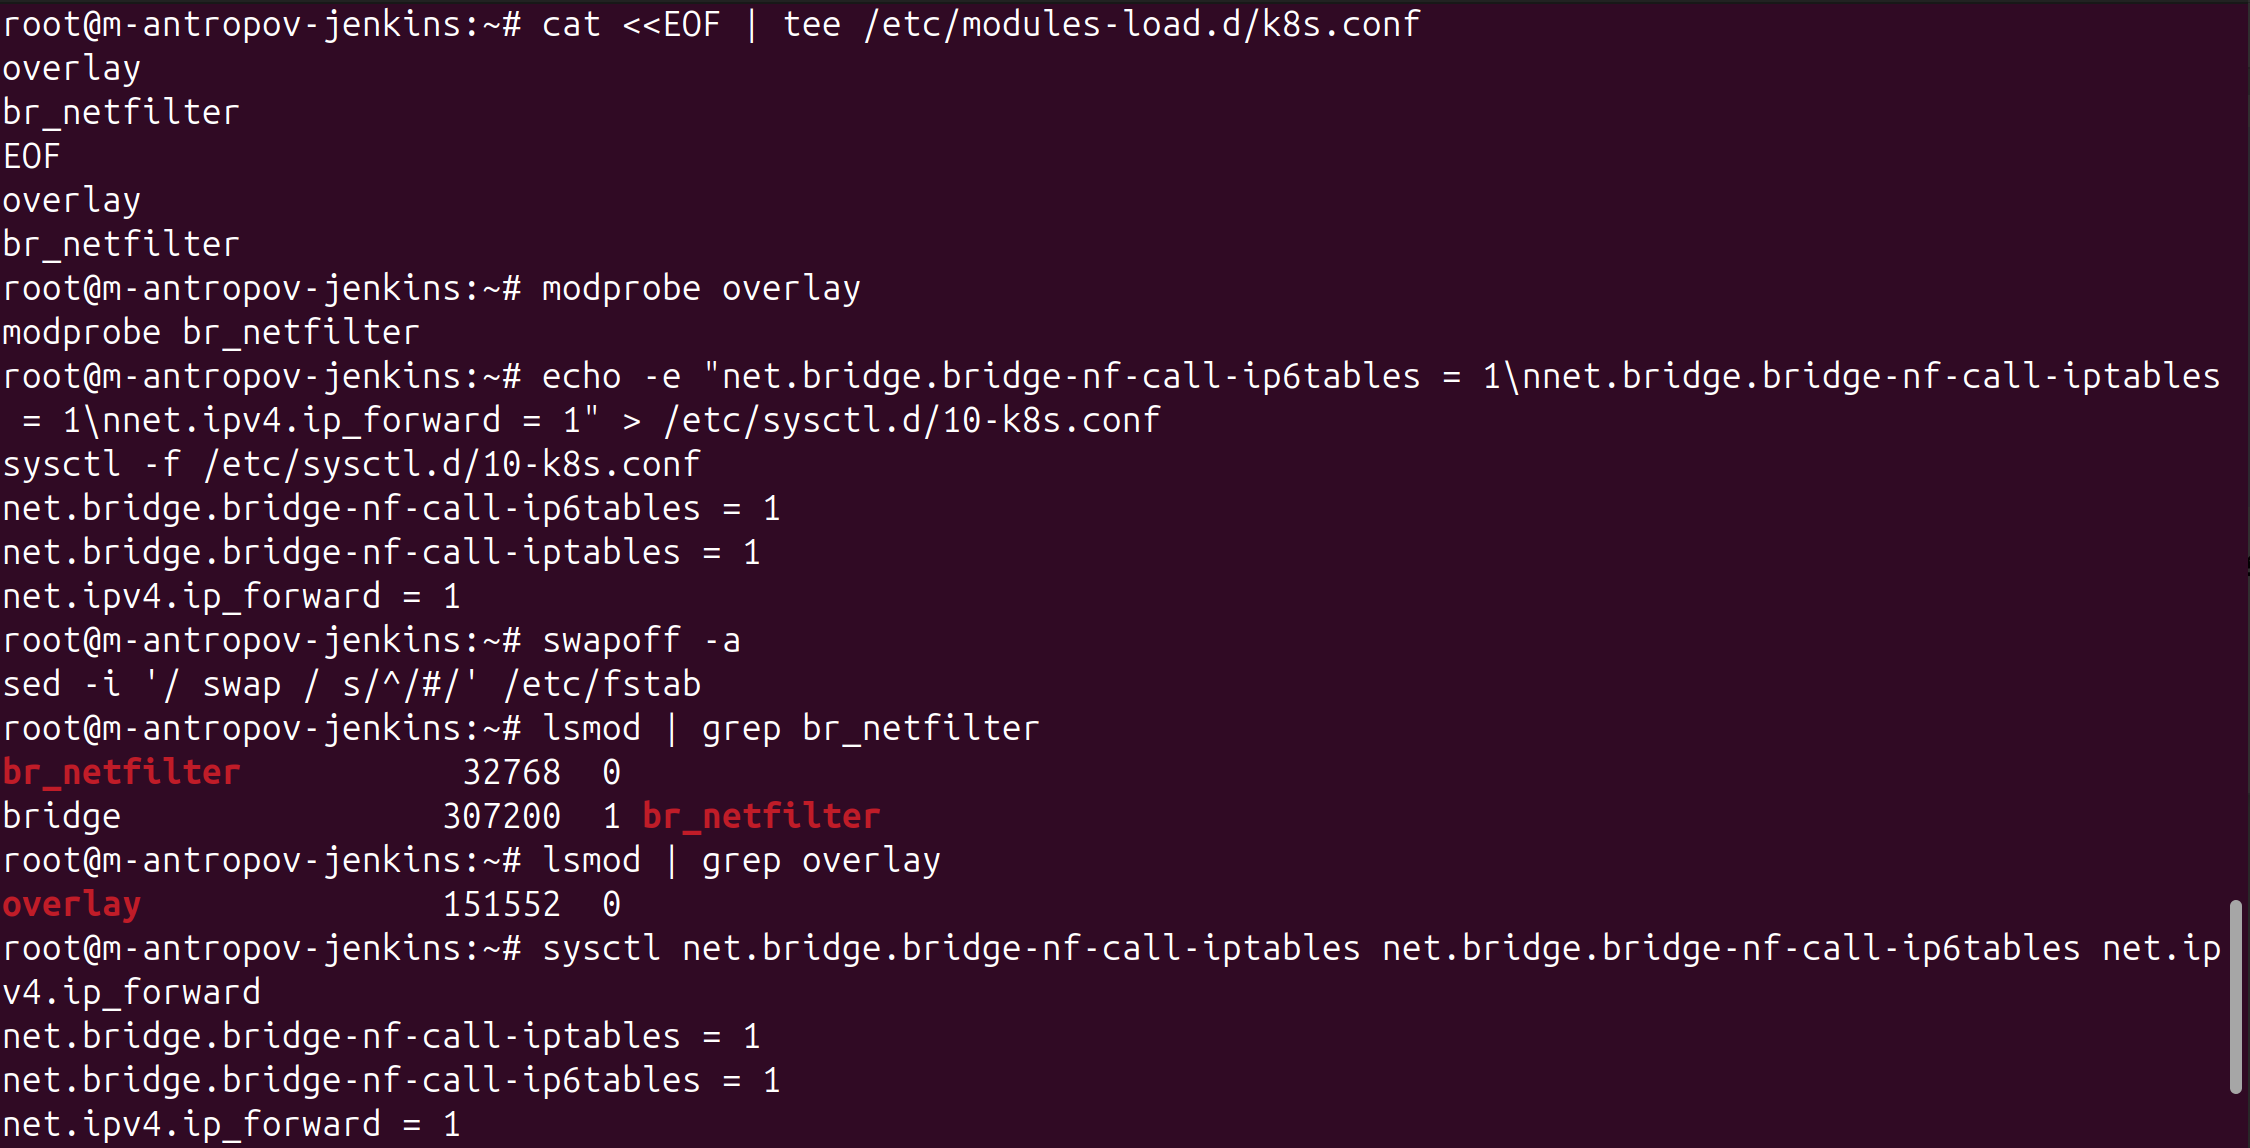 root@m-antropov-jenkins:~# cat <<EOF | tee /etc/modules-load.d/k8s.conf
overlay
br_netfilter
EOF
overlay
br_netfilter
root@m-antropov-jenkins:~# modprobe overlay
modprobe br_netfilter
root@m-antropov-jenkins:~# echo -e "net.bridge.bridge-nf-call-ip6tables = 1\nnet.bridge.bridge-nf-call-iptables
 = 1\nnet.ipv4.ip_forward = 1" > /etc/sysctl.d/10-k8s.conf
sysctl -f /etc/sysctl.d/10-k8s.conf
net.bridge.bridge-nf-call-ip6tables = 1
net.bridge.bridge-nf-call-iptables = 1
net.ipv4.ip_forward = 1
root@m-antropov-jenkins:~# swapoff -a
sed -i '/ swap / s/^/#/' /etc/fstab
root@m-antropov-jenkins:~# lsmod | grep br_netfilter
br_netfilter           32768  0
bridge                307200  1 br_netfilter
root@m-antropov-jenkins:~# lsmod | grep overlay
overlay               151552  0
root@m-antropov-jenkins:~# sysctl net.bridge.bridge-nf-call-iptables net.bridge.bridge-nf-call-ip6tables net.ip
v4.ip_forward
net.bridge.bridge-nf-call-iptables = 1
net.bridge.bridge-nf-call-ip6tables = 1
net.ipv4.ip_forward = 1